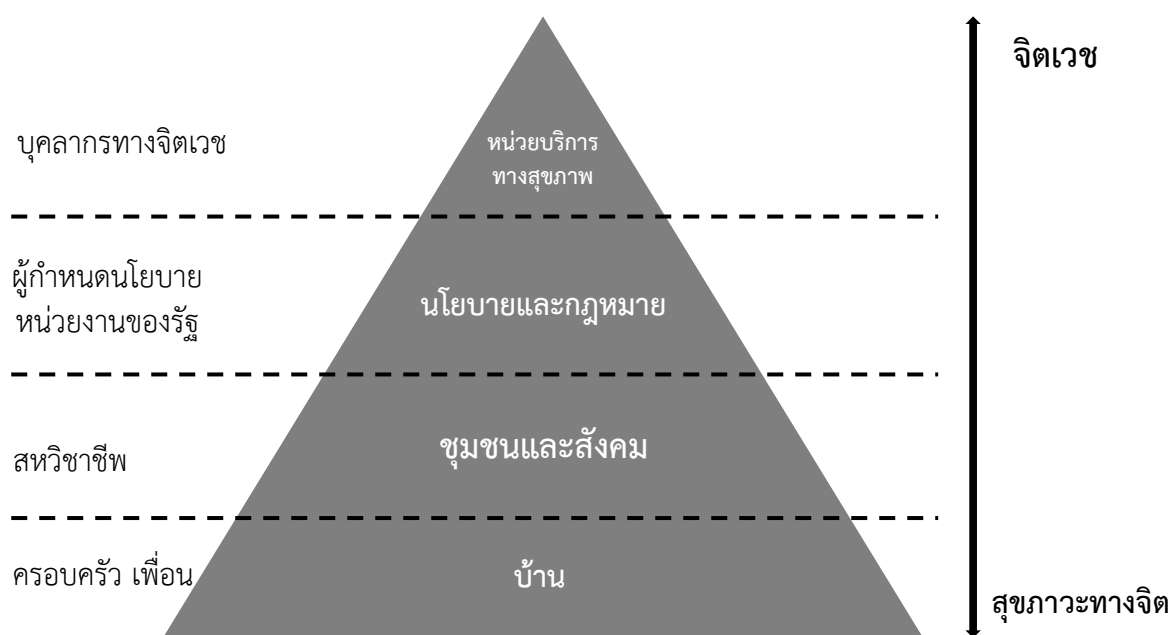 จิตเวช
บุคลากรทางจิตเวช
หน่วยบริการ
ทางสุขภาพ
ผู้กำหนดนโยบาย
หน่วยงานของรัฐ
นโยบายและกฎหมาย
สหวิชาชีพ
ชุมชนและสังคม
ครอบครัว เพื่อน
บ้าน
สุขภาวะทางจิต